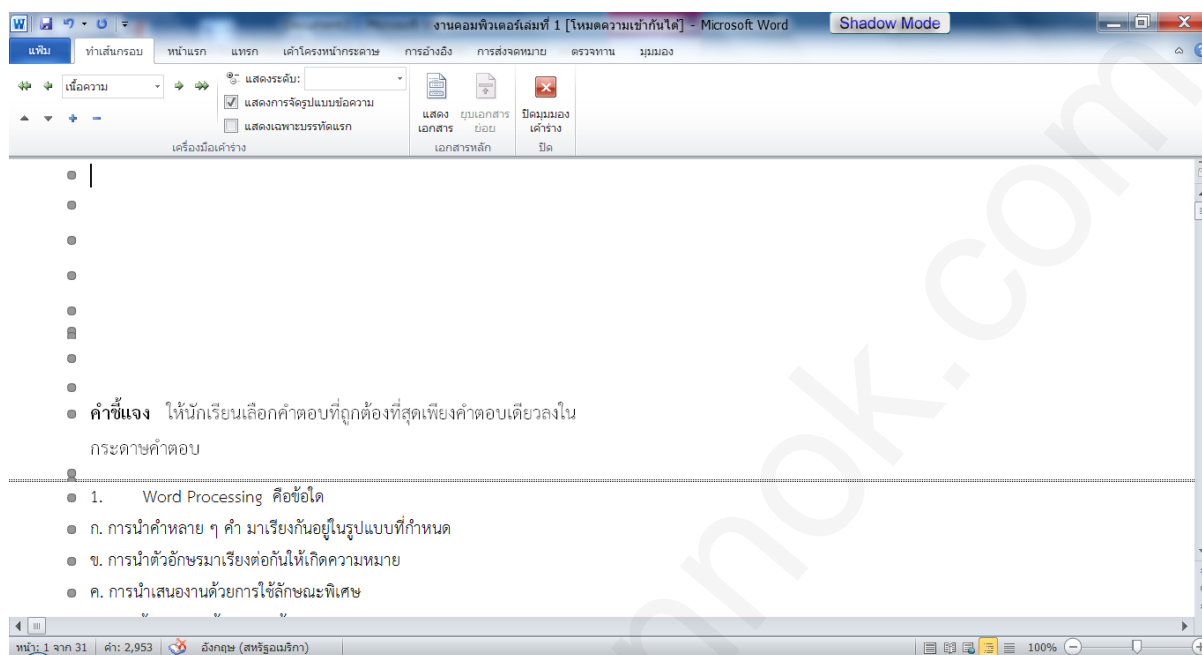 งานคอมพิวเตอร์เล่มที่ 1 [โหมดความเข้ากันได้] - Microsoft Word
Shadow Mode
แฟ้ม ทำเส้นกรอบ หน้าแรก แทรก เค้าโครงหน้ากระดาษ การอ้างอิง การส่งจดหมาย ตรวจทาน มุมมอง
เนื้อความ
แสดงระดับ:
แสดงการจัดรูปแบบข้อความ
แสดงเฉพาะบรรทัดแรก
เครื่องมือเค้าร่าง
แสดง
เอกสาร
ยุบเอกสาร
ย่อย
เอกสารหลัก
ปิดมุมมอง
เค้าร่าง
ปิด
คำชี้แจง ให้นักเรียนเลือกคำตอบที่ถูกต้องที่สุดเพียงคำตอบเดียวลงใน
กระดาษคำตอบ
1. Word Processing คือข้อใด
ก. การนำคำหลาย ๆ คำ มาเรียงกันอยู่ในรูปแบบที่กำหนด
ข. การนำตัวอักษรมาเรียงต่อกันให้เกิดความหมาย
ค. การนำเสนองานด้วยการใช้ลักษณะพิเศษ
หน้า: 1 จาก 31 คำ: 2,953 อังกฤษ (สหรัฐอเมริกา) 100%